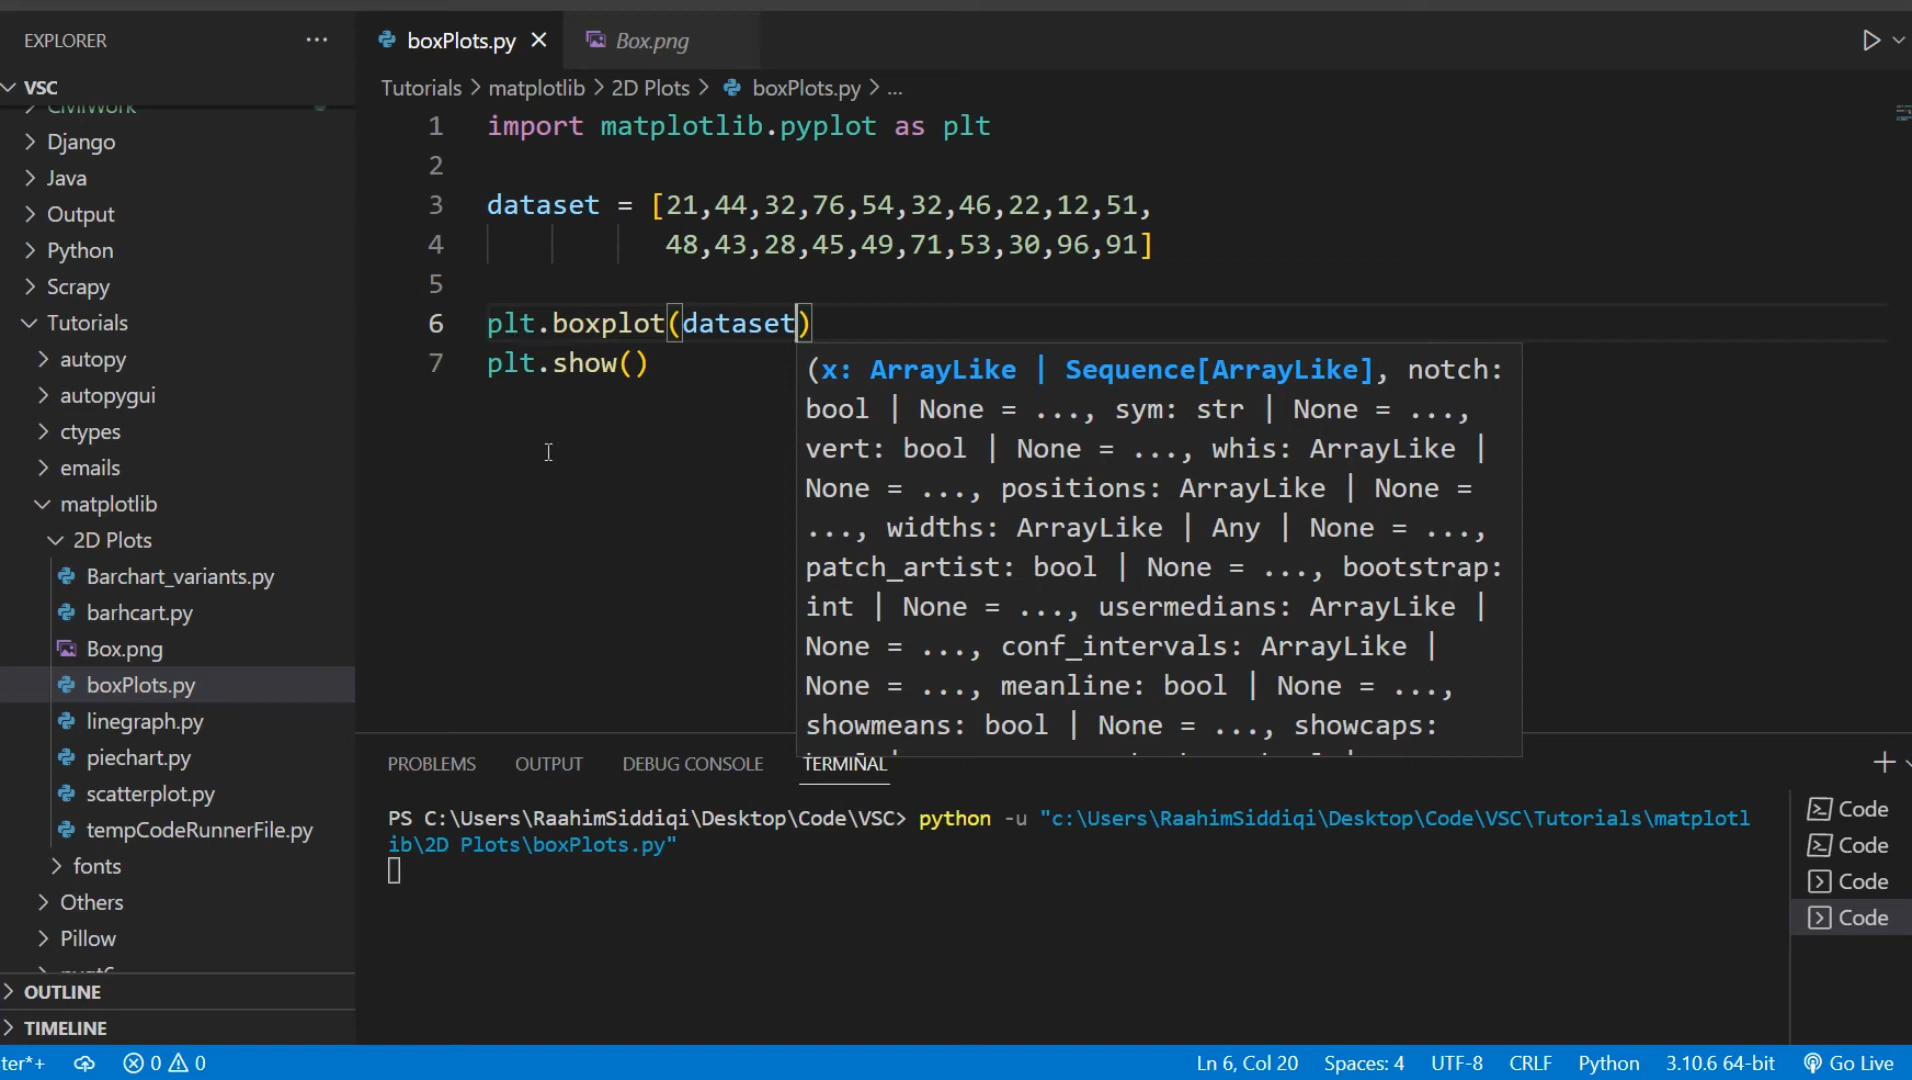 EXPLORER
boxPlots.py
Box.png
VSC
Tutorials > matplotlib > 2D Plots > boxPlots.py > ...
CivilWork
Django
Java
Output
Python
Scrapy
Tutorials
autopy
autopygui
ctypes
emails
matplotlib
2D Plots
Barchart_variants.py
barhcart.py
Box.png
boxPlots.py
linegraph.py
piechart.py
scatterplot.py
tempCodeRunnerFile.py
fonts
Others
Pillow
OUTLINE
TIMELINE
1 import matplotlib.pyplot as plt
2
3 dataset = [21,44,32,76,54,32,46,22,12,51,
4 48,43,28,45,49,71,53,30,96,91]
5
6 plt.boxplot(dataset)
7 plt.show()
(x: ArrayLike | Sequence[ArrayLike], notch:
bool | None = ..., sym: str | None = ...,
vert: bool | None = ..., whis: ArrayLike |
None = ..., positions: ArrayLike | None =
..., widths: ArrayLike | Any | None = ...,
patch_artist: bool | None = ..., bootstrap:
int | None = ..., usermedians: ArrayLike |
None = ..., conf_intervals: ArrayLike |
None = ..., meanline: bool | None = ...,
showmeans: bool | None = ..., showcaps:
PROBLEMS OUTPUT DEBUG CONSOLE TERMINAL
PS C:\Users\RaahimSiddiqi\Desktop\Code\VSC> python -u "c:\Users\RaahimSiddiqi\Desktop\Code\VSC\Tutorials\matplotl
ib\2D Plots\boxPlots.py"
Code
Code
Code
Code
ter*+ 0 0 Ln 6, Col 20 Spaces: 4 UTF-8 CRLF Python 3.10.6 64-bit Go Live